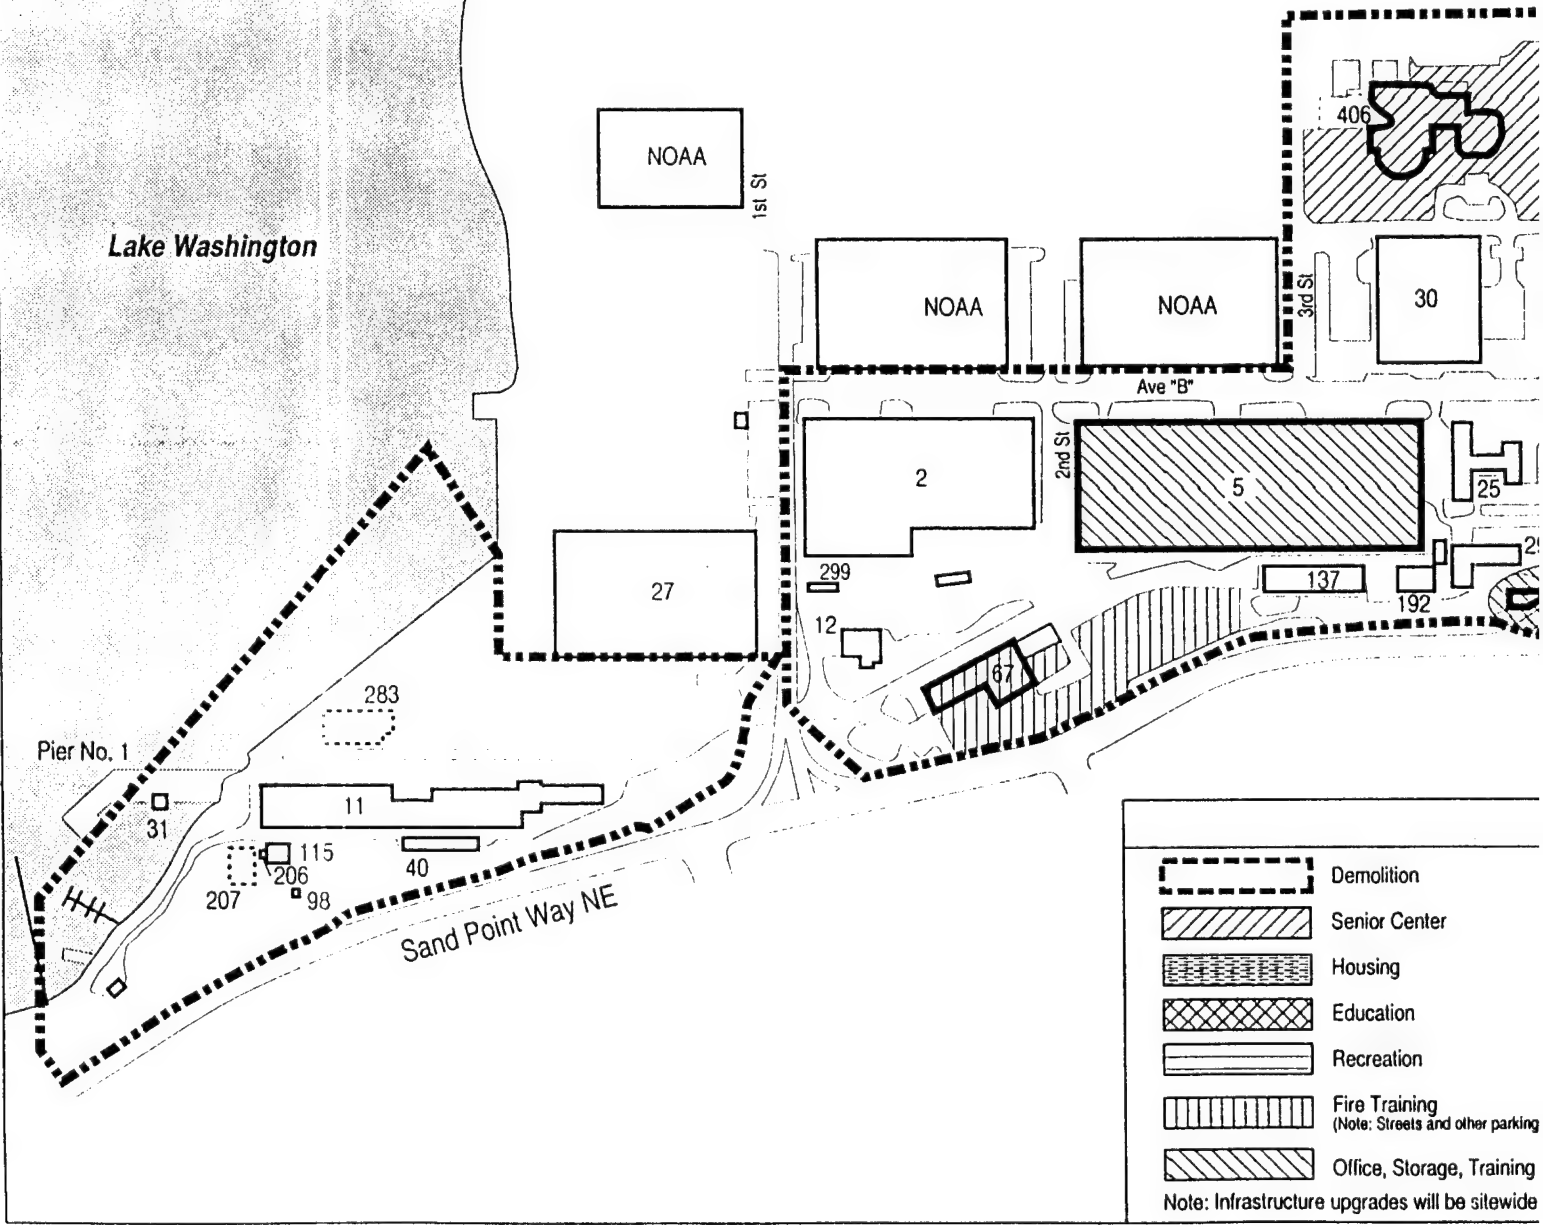 406
NOAA
1st St
Lake Washington
NOAA
NOAA
3rd St
30
Ave "B"
2
2nd St
5
25
27
299
137
192
29
12
67
283
Pier No. 1
31
11
115
206
207
98
40
Sand Point Way NE
Demolition
Senior Center
Housing
Education
Recreation
Fire Training
(Note: Streets and other parking
Office, Storage, Training
Note: Infrastructure upgrades will be sitewide